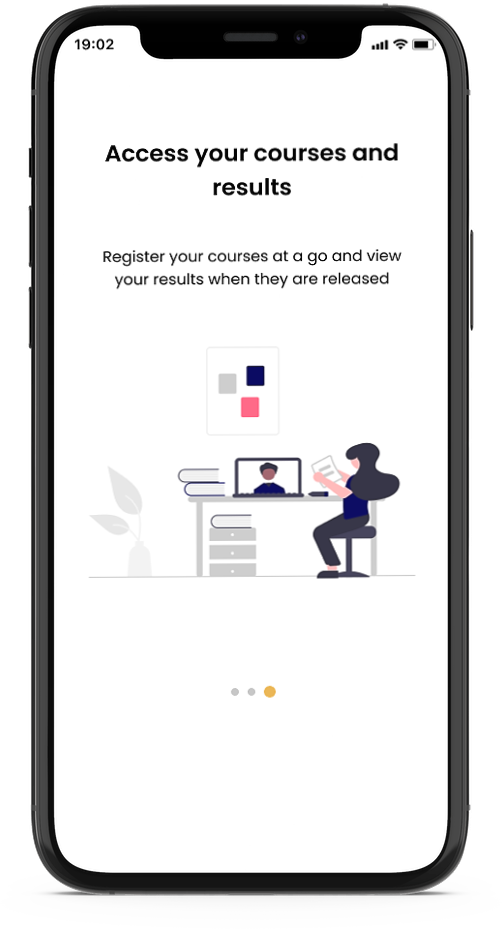 19:02
Access your courses and
results
Register your courses at a go and view
your results when they are released